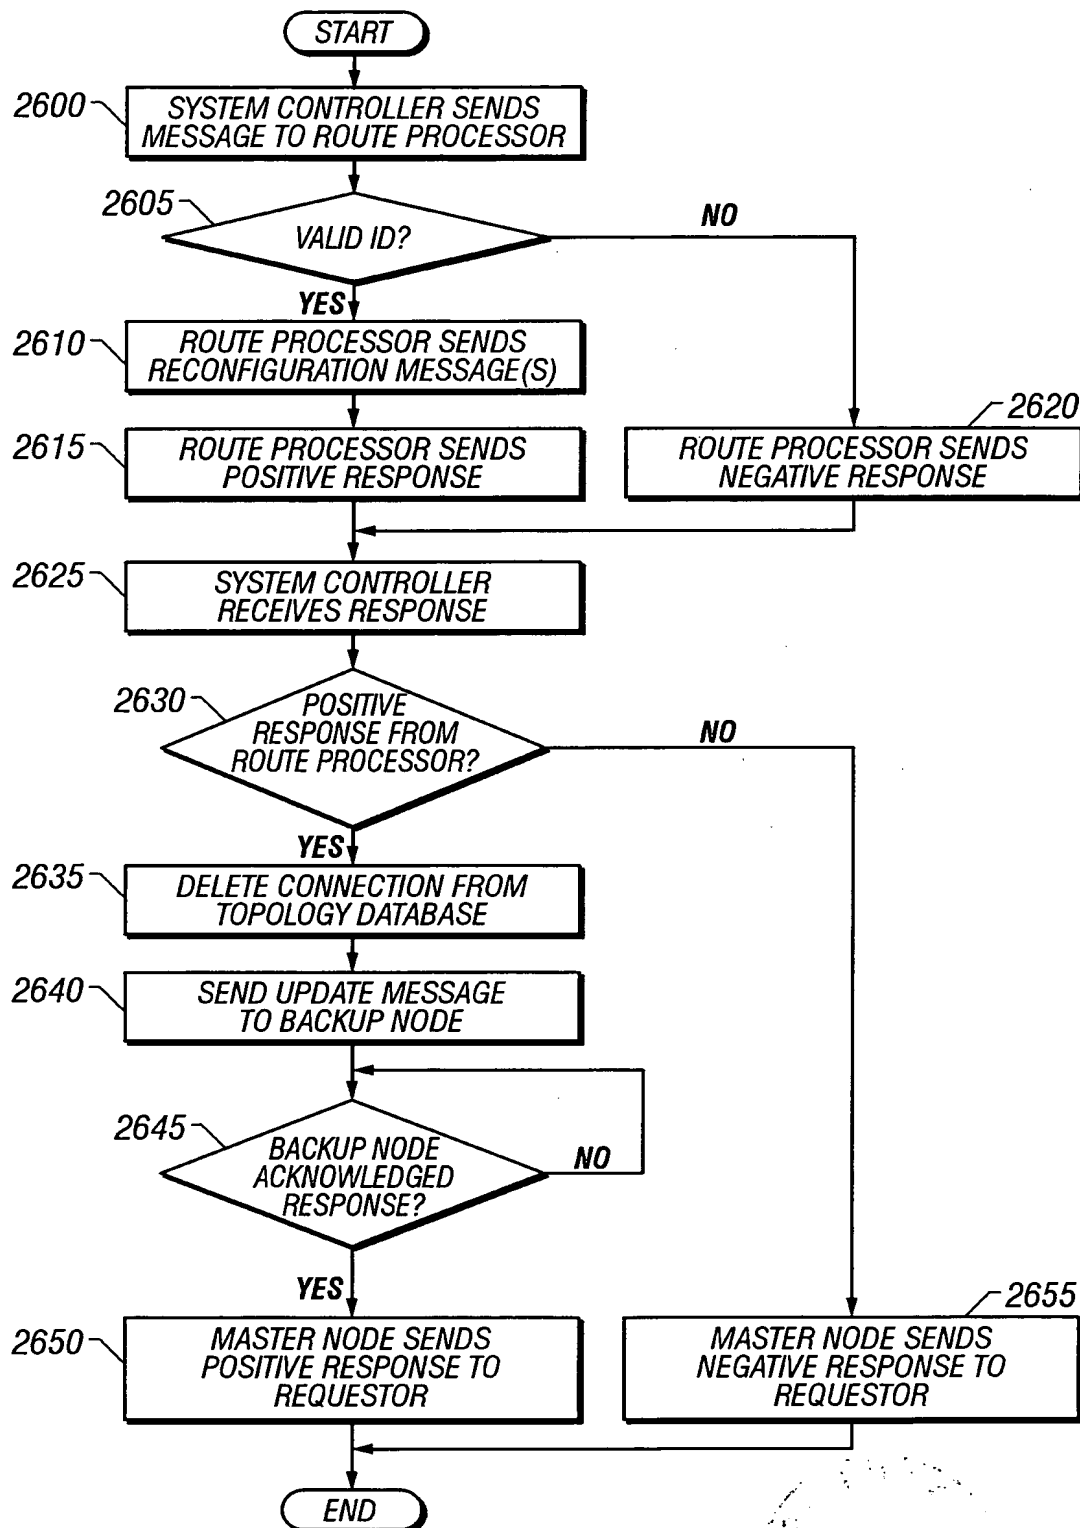 START
2600
SYSTEM CONTROLLER SENDS
MESSAGE TO ROUTE PROCESSOR
2605
VALID ID?
NO
YES
2610
ROUTE PROCESSOR SENDS
RECONFIGURATION MESSAGE(S)
2615
ROUTE PROCESSOR SENDS
POSITIVE RESPONSE
2620
ROUTE PROCESSOR SENDS
NEGATIVE RESPONSE
2625
SYSTEM CONTROLLER
RECEIVES RESPONSE
2630
POSITIVE
RESPONSE FROM
ROUTE PROCESSOR?
NO
YES
2635
DELETE CONNECTION FROM
TOPOLOGY DATABASE
2640
SEND UPDATE MESSAGE
TO BACKUP NODE
2645
BACKUP NODE
ACKNOWLEDGED
RESPONSE?
NO
YES
2650
MASTER NODE SENDS
POSITIVE RESPONSE TO
REQUESTOR
2655
MASTER NODE SENDS
NEGATIVE RESPONSE TO
REQUESTOR
END